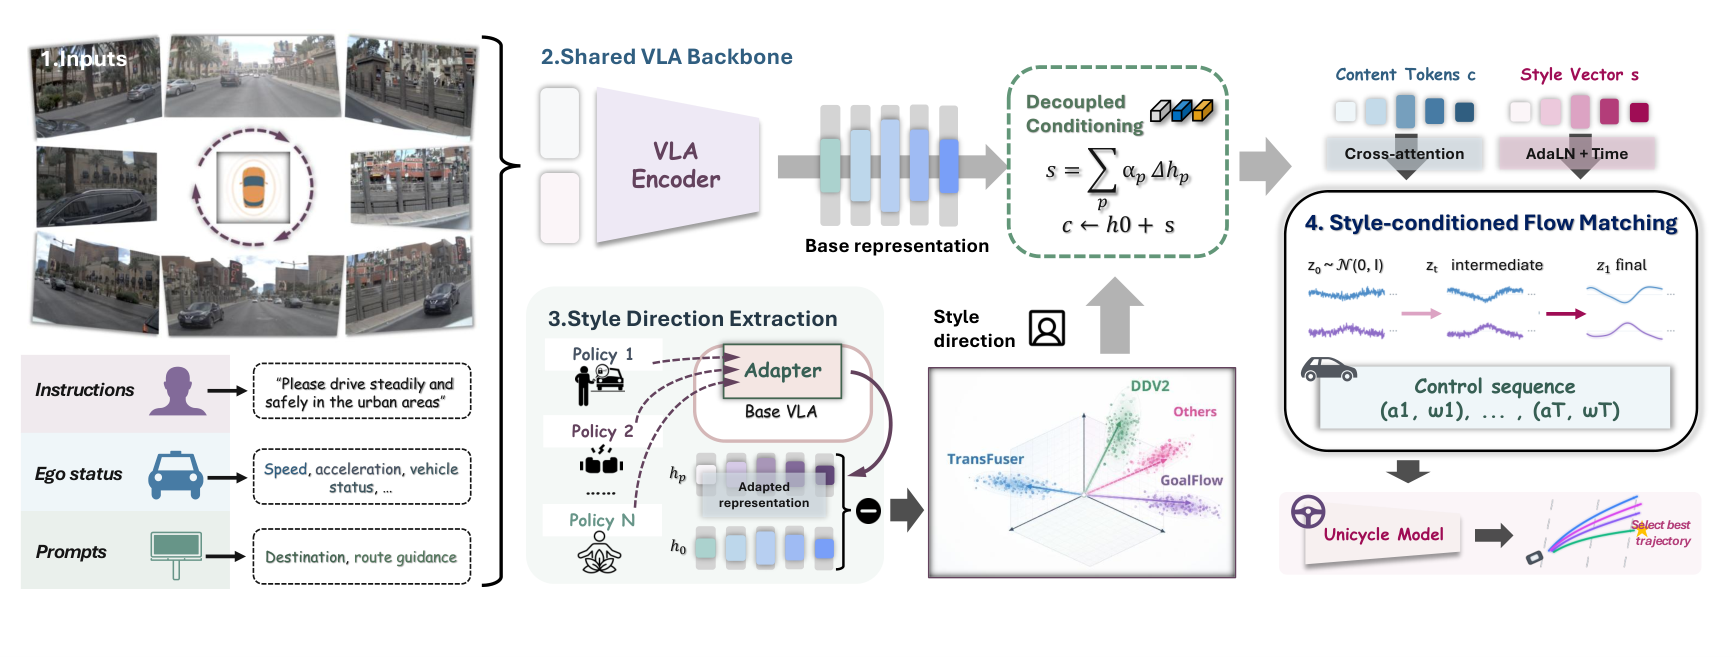 1.Inputs
Instructions
"Please drive steadily and
safely in the urban areas"
Ego status
Speed, acceleration, vehicle
status, ...
Prompts
Destination, route guidance
2.Shared VLA Backbone
VLA
Encoder
Base representation
Decoupled
Conditioning
s = ∑ αp Δhp
p
c ← h0 + s
3.Style Direction Extraction
Policy 1
Policy 2
......
Policy N
Adapter
Base VLA
hp
Adapted
representation
h0
Style
direction
DDV2
Others
TransFuser
GoalFlow
Content Tokens c
Style Vector s
Cross-attention
AdaLN + Time
4. Style-conditioned Flow Matching
z0 ~ 𝒩(0, I)
zt intermediate
z1 final
...
...
...
...
...
...
Control sequence
(a1, ω1), ... , (aT, ωT)
Unicycle Model
Select best
trajectory